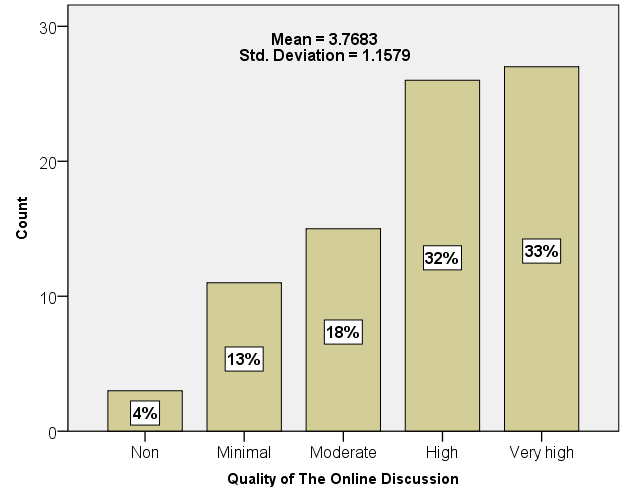 Mean = 3.7683
Std. Deviation = 1.1579
30
20
10
0
Count
4%
13%
18%
32%
33%
Non
Minimal
Moderate
High
Very high
Quality of The Online Discussion